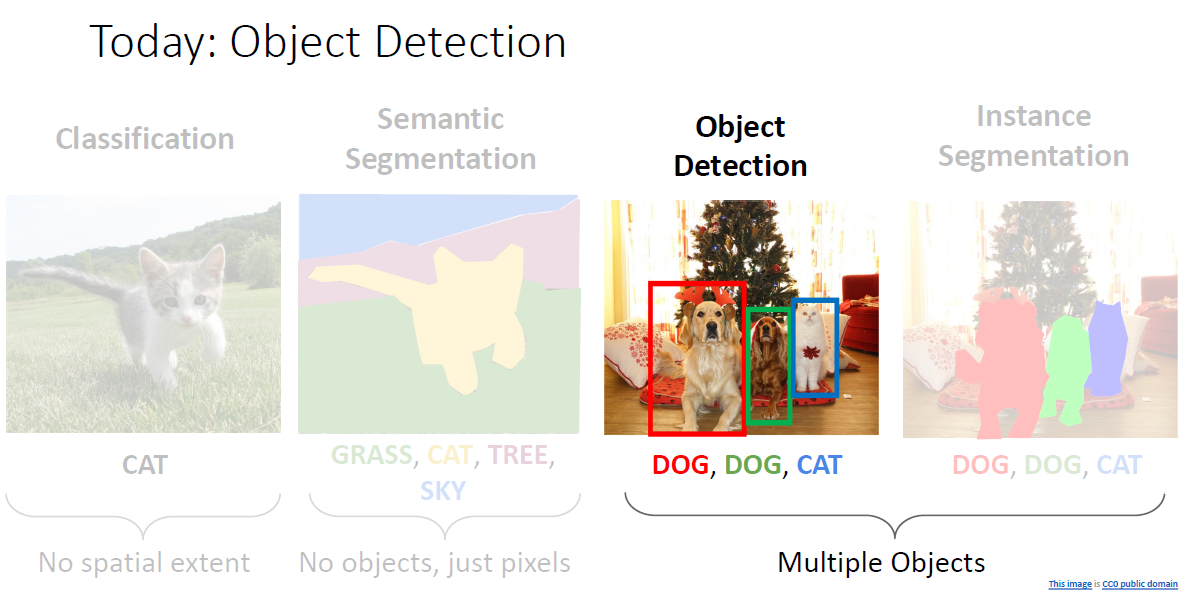 Today: Object Detection
Classification
Semantic
Segmentation
Object
Detection
Instance
Segmentation
CAT
GRASS, CAT, TREE,
SKY
DOG, DOG, CAT
DOG, DOG, CAT
No spatial extent
No objects, just pixels
Multiple Objects
This image is CC0 public domain